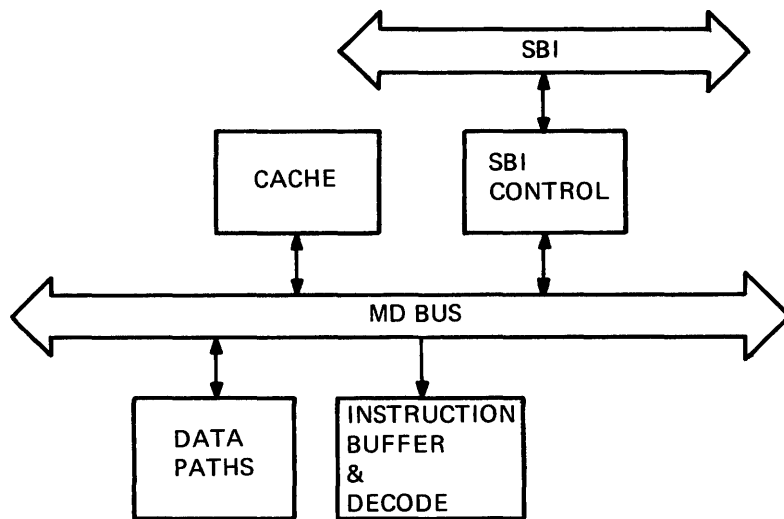 SBI
CACHE
SBI
CONTROL
MD BUS
DATA
PATHS
INSTRUCTION
BUFFER
&
DECODE